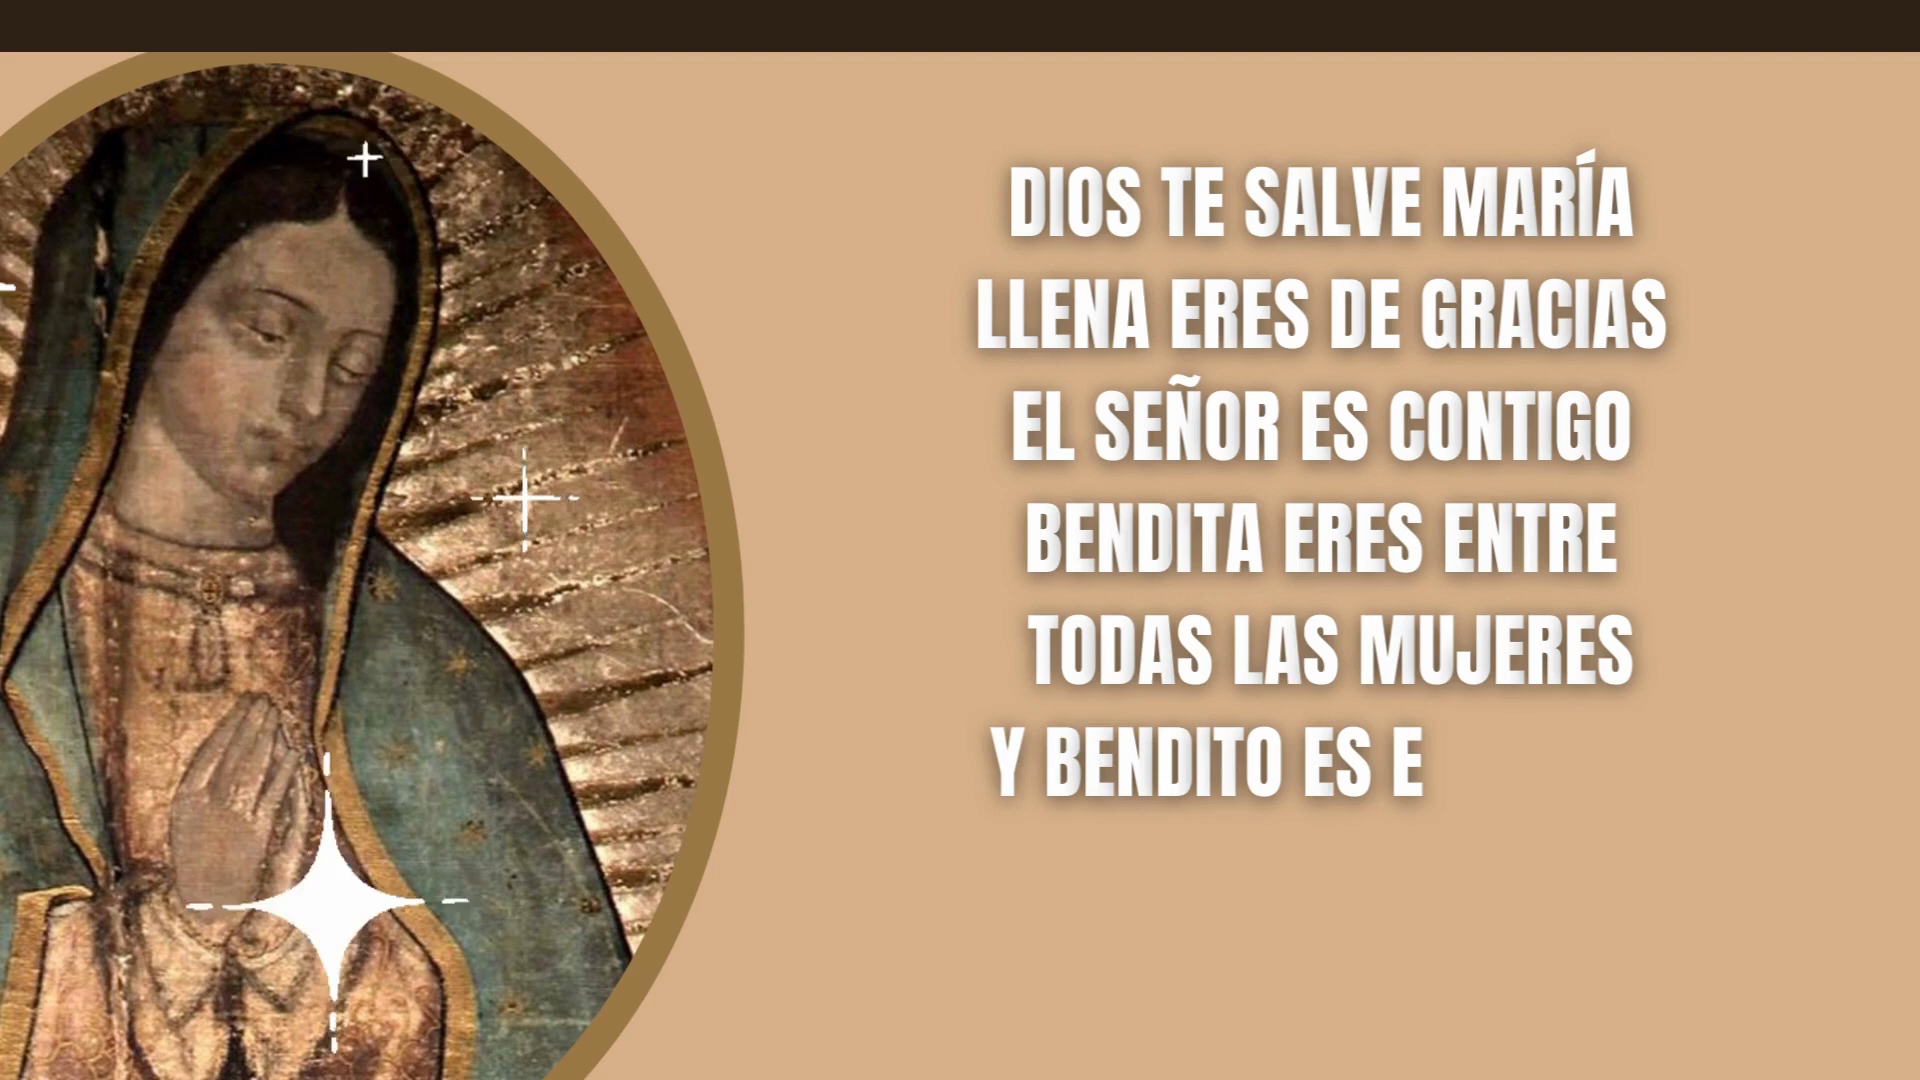 DIOS TE SALVE MARÍA
LLENA ERES DE GRACIAS
EL SEÑOR ES CONTIGO
BENDITA ERES ENTRE
TODAS LAS MUJERES
Y BENDITO ES E